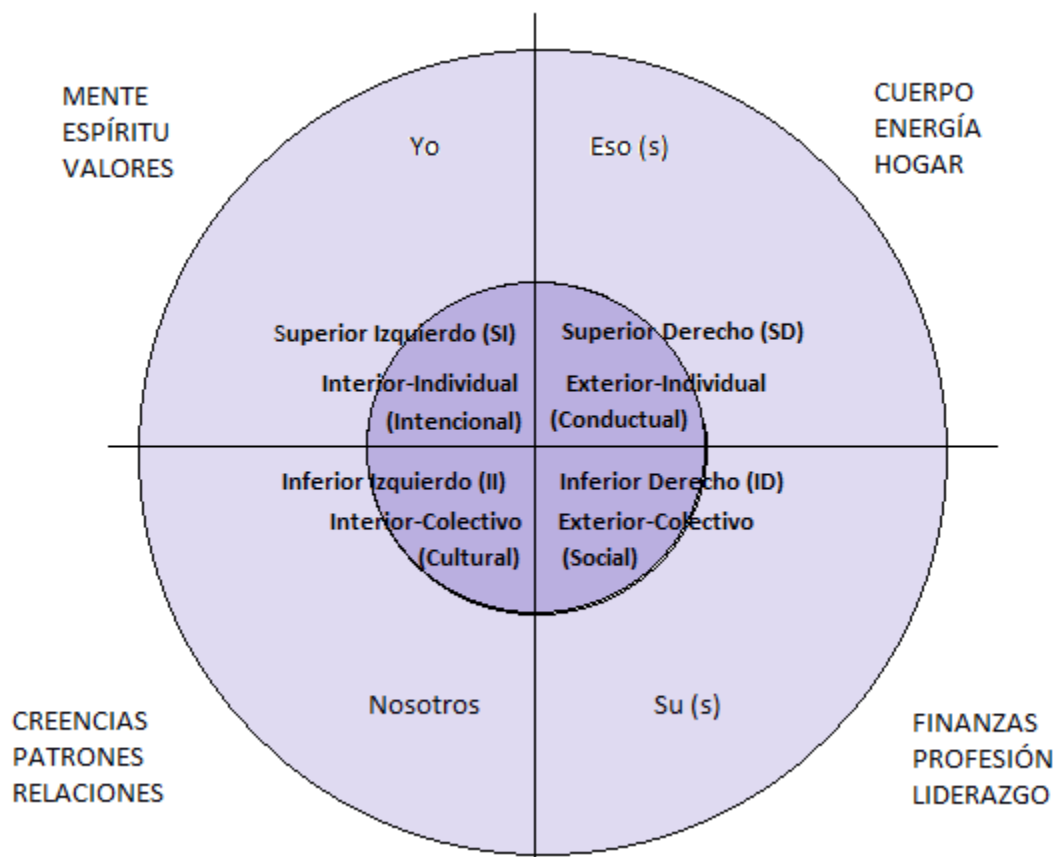 MENTE
ESPÍRITU
VALORES
Yo
Eso (s)
CUERPO
ENERGÍA
HOGAR
Superior Izquierdo (SI)
Interior-Individual
(Intencional)
Superior Derecho (SD)
Exterior-Individual
(Conductual)
Inferior Izquierdo (II)
Interior-Colectivo
(Cultural)
Inferior Derecho (ID)
Exterior-Colectivo
(Social)
Nosotros
Su (s)
CREENCIAS
PATRONES
RELACIONES
FINANZAS
PROFESIÓN
LIDERAZGO